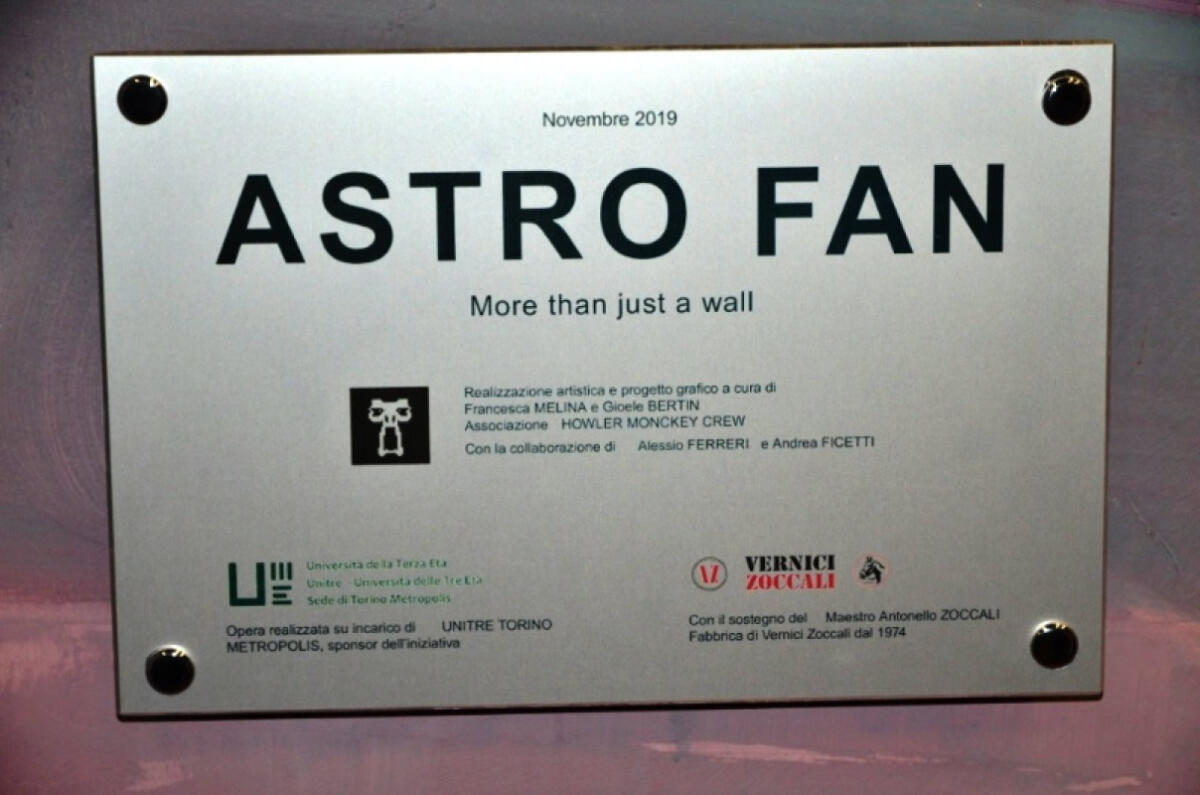 Novembre 2019
ASTRO FAN
More than just a wall
Realizzazione artistica e progetto grafico a cura di
Francesca MELINA e Gioele BERTIN
Associazione HOWLER MONCKEY CREW
Con la collaborazione di Alessio FERRERI e Andrea FICETTI
Università della Terza Età
Unitre - Università delle Tre Età
Sede di Torino Metropolis
Opera realizzata su incarico di UNITRE TORINO
METROPOLIS, sponsor dell'iniziativa
VZ
VERNICI
ZOCCALI
Con il sostegno del Maestro Antonello ZOCCALI
Fabbrica di Vernici Zoccali dal 1974